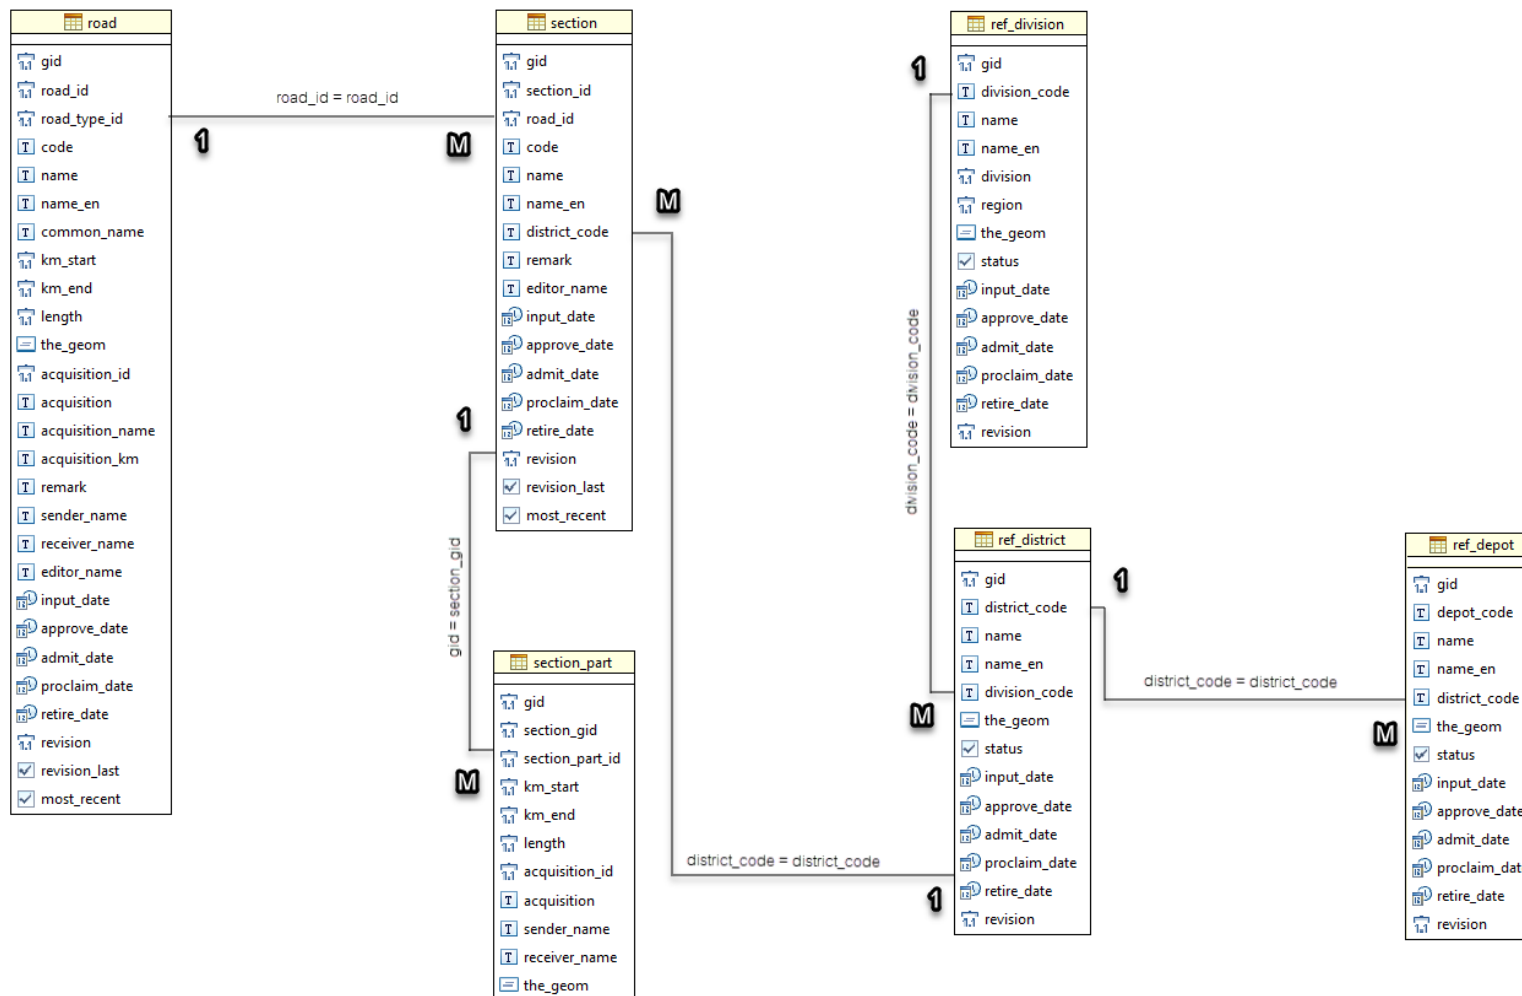 road
gid
road_id
road_type_id
code
name
name_en
common_name
km_start
km_end
length
the_geom
acquisition_id
acquisition
acquisition_name
acquisition_km
remark
sender_name
receiver_name
editor_name
input_date
approve_date
admit_date
proclaim_date
retire_date
revision
revision_last
most_recent
road_id = road_id
1
M
section
gid
section_id
road_id
code
name
name_en
district_code
remark
editor_name
input_date
approve_date
admit_date
proclaim_date
retire_date
revision
revision_last
most_recent
M
1
gid = section_gid
M
section_part
gid
section_gid
section_part_id
km_start
km_end
length
acquisition_id
acquisition
sender_name
receiver_name
the_geom
district_code = district_code
1
ref_division
gid
division_code
name
name_en
division
region
the_geom
status
input_date
approve_date
admit_date
proclaim_date
retire_date
revision
1
division_code = division_code
M
ref_district
gid
district_code
name
name_en
division_code
the_geom
status
input_date
approve_date
admit_date
proclaim_date
retire_date
revision
1
district_code = district_code
M
ref_depot
gid
depot_code
name
name_en
district_code
the_geom
status
input_date
approve_date
admit_date
proclaim_dat
retire_date
revision